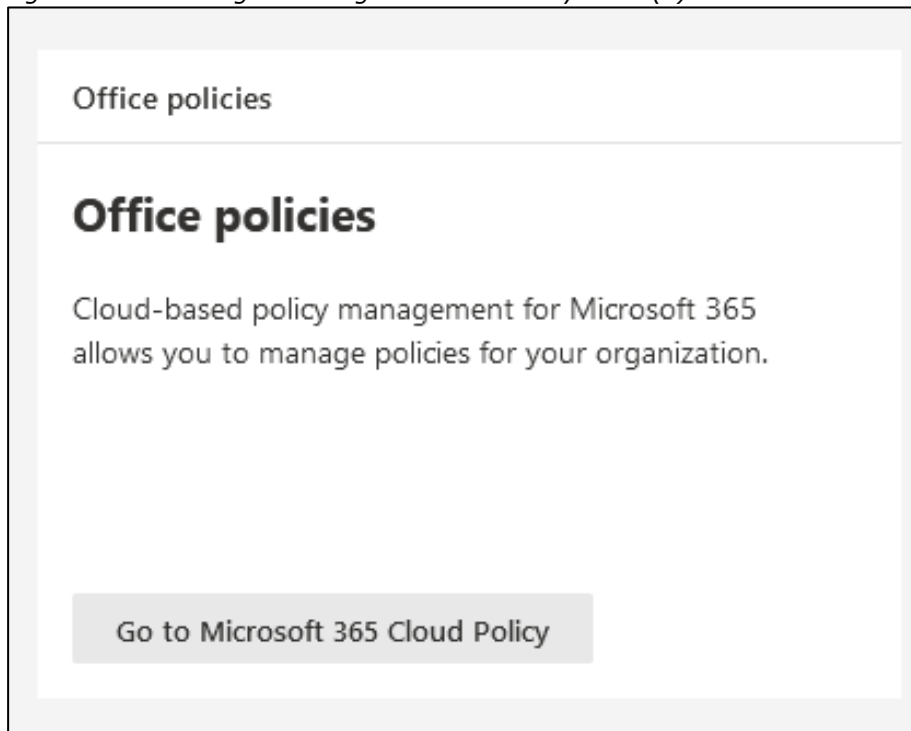 Office policies
Office policies
Cloud-based policy management for Microsoft 365
allows you to manage policies for your organization.
Go to Microsoft 365 Cloud Policy